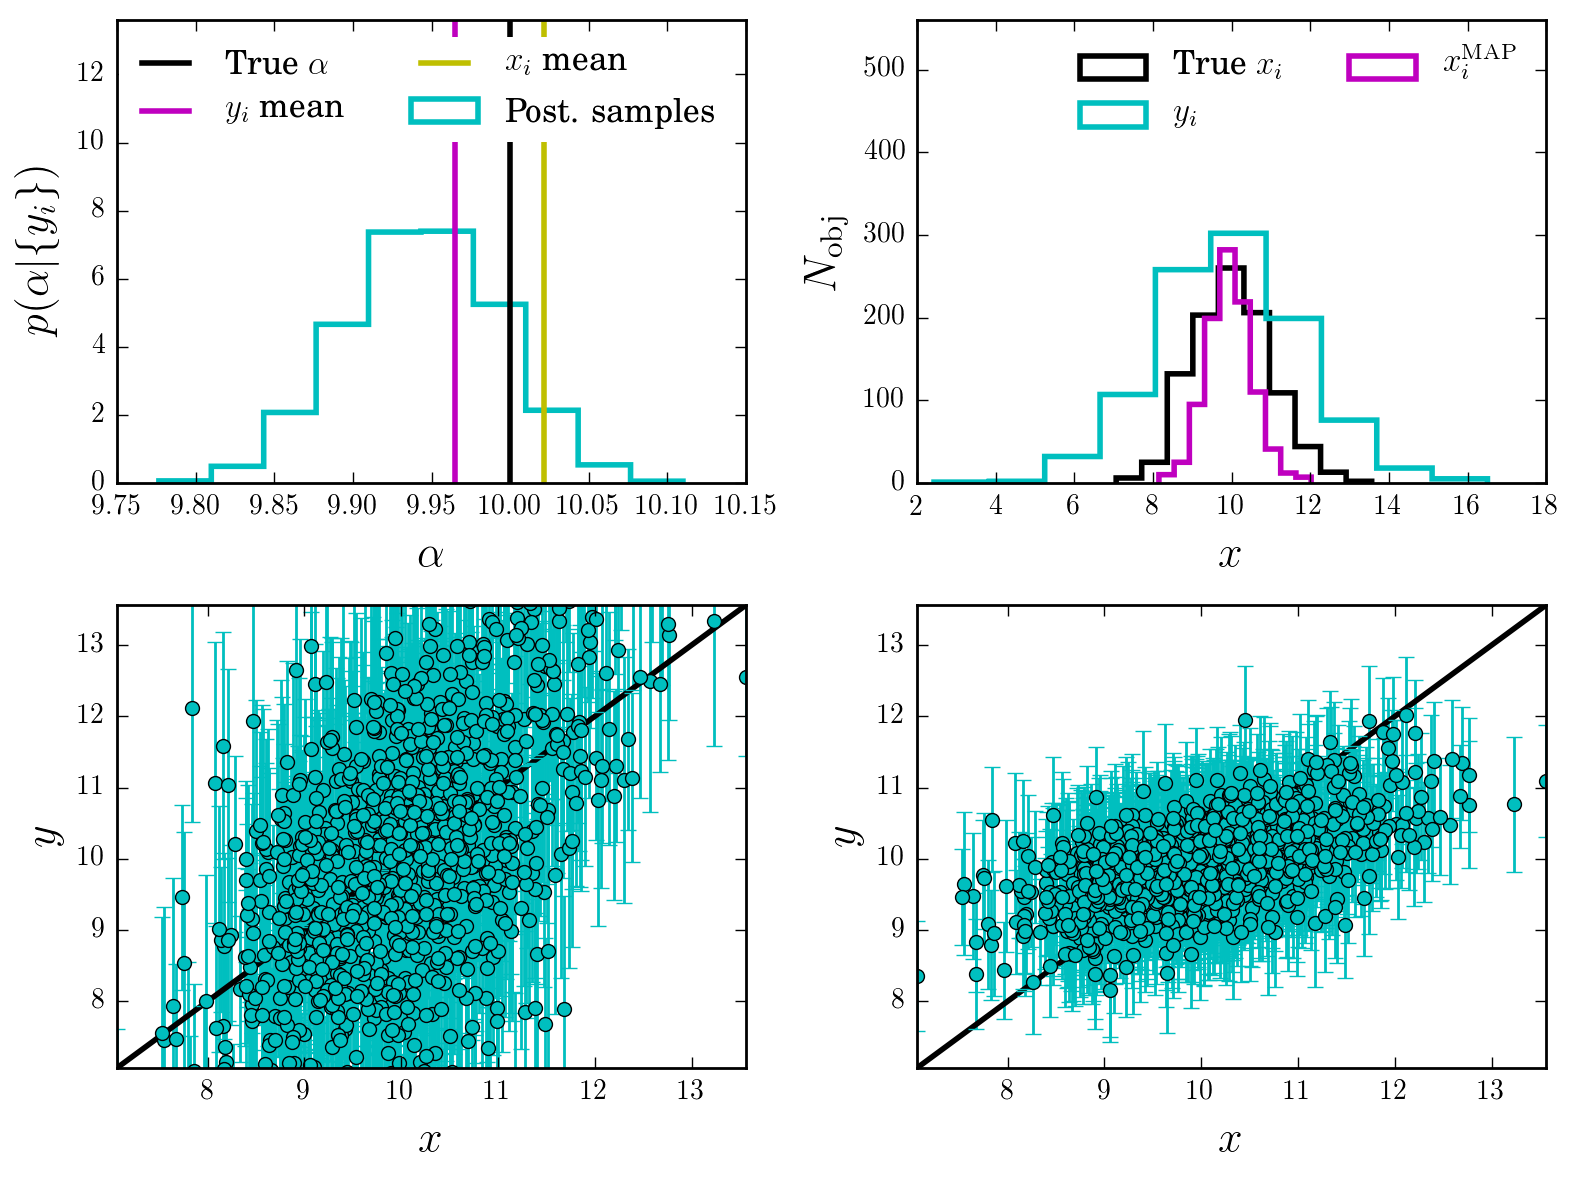 True α
x_i mean
y_i mean
Post. samples
12
10
8
6
4
2
0
p(α|{y_i})
9.75 9.80 9.85 9.90 9.95 10.00 10.05 10.10 10.15
α
True x_i
x_i^MAP
y_i
500
400
300
200
100
0
N_obj
2 4 6 8 10 12 14 16 18
x
13
12
11
10
9
8
y
8 9 10 11 12 13
x
13
12
11
10
9
8
y
8 9 10 11 12 13
x